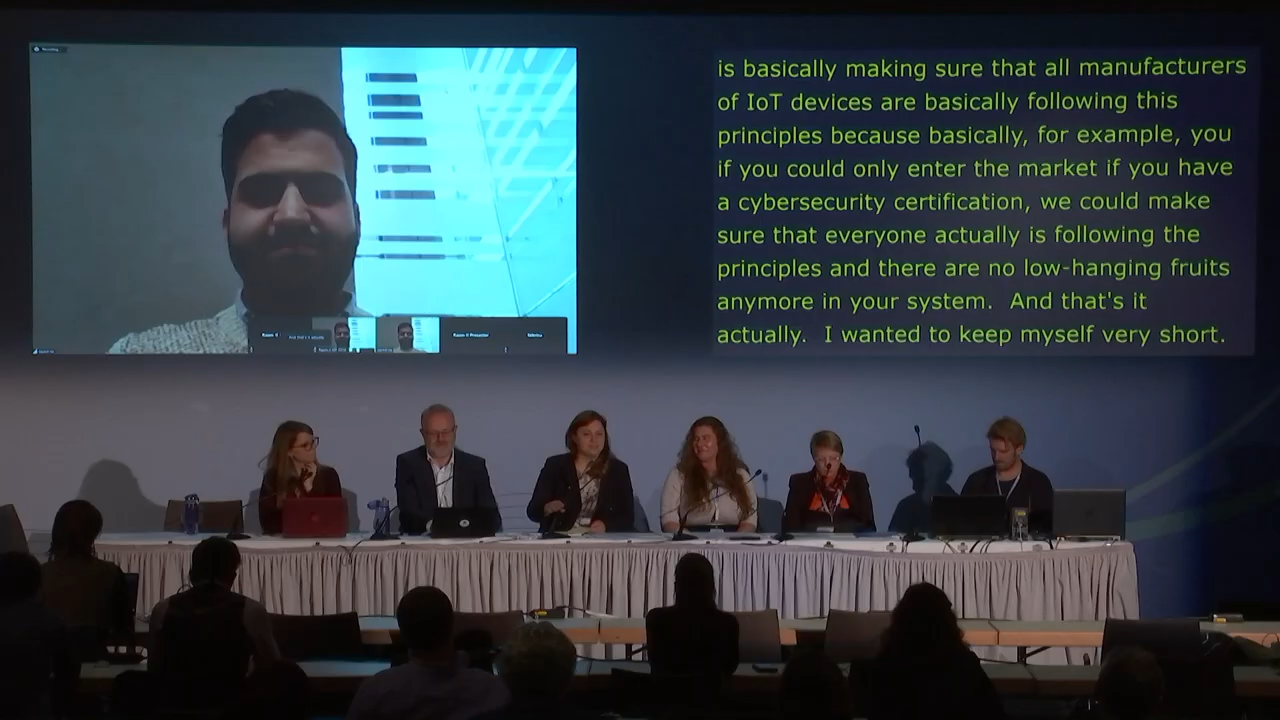 Recording...
is basically making sure that all manufacturers
of IoT devices are basically following this
principles because basically, for example, you
if you could only enter the market if you have
a cybersecurity certification, we could make
sure that everyone actually is following the
principles and there are no low-hanging fruits
anymore in your system.  And that's it
actually.  I wanted to keep myself very short.